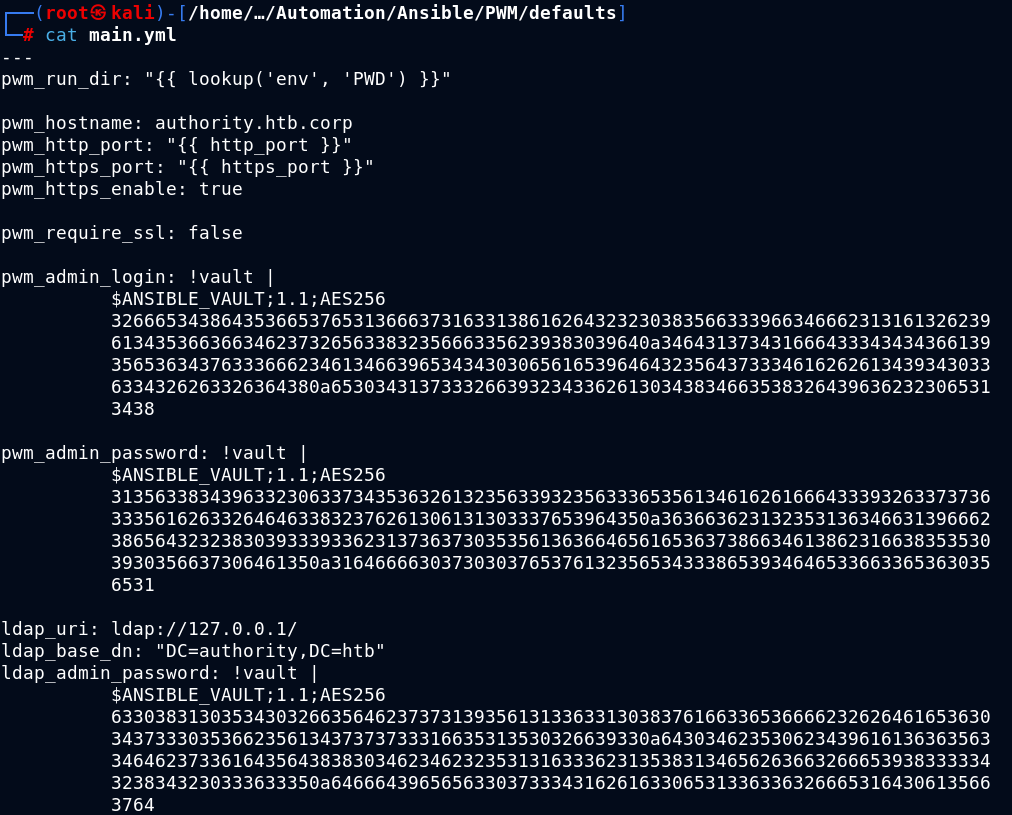 (root㉿kali)-[/home/…/Automation/Ansible/PWM/defaults]
# cat main.yml
---
pwm_run_dir: "{{ lookup('env', 'PWD') }}"
pwm_hostname: authority.htb.corp
pwm_http_port: "{{ http_port }}"
pwm_https_port: "{{ https_port }}"
pwm_https_enable: true
pwm_require_ssl: false
pwm_admin_login: !vault |
$ANSIBLE_VAULT;1.1;AES256
32666534386435366537653136663731633138616264323230383566333966346662313161326239
6134353663663462373265633832356663356239383039640a346431373431666433343434366139
35653634376333666234613466396534343030656165396464323564373334616262613439343033
6334326263326364380a653034313733326639323433626130343834663538326439636232306531
3438
pwm_admin_password: !vault |
$ANSIBLE_VAULT;1.1;AES256
31356338343963323063373435363261323563393235633365356134616261666433393263373736
3335616263326464633832376261306131303337653964350a363663623132353136346631396662
38656432323830393339336231373637303535613636646561653637386634613862316638353530
3930356637306461350a316466663037303037653761323565343338653934646533663365363035
6531
ldap_uri: ldap://127.0.0.1/
ldap_base_dn: "DC=authority,DC=htb"
ldap_admin_password: !vault |
$ANSIBLE_VAULT;1.1;AES256
63303831303534303266356462373731393561313363313038376166336536666232626461653630
3437333035366235613437373733316635313530326639330a643034623530623439616136363563
34646237336164356438383034623462323531316333623135383134656263663266653938333334
3238343230333633350a646664396565633037333431626163306531336336326665316430613566
3764